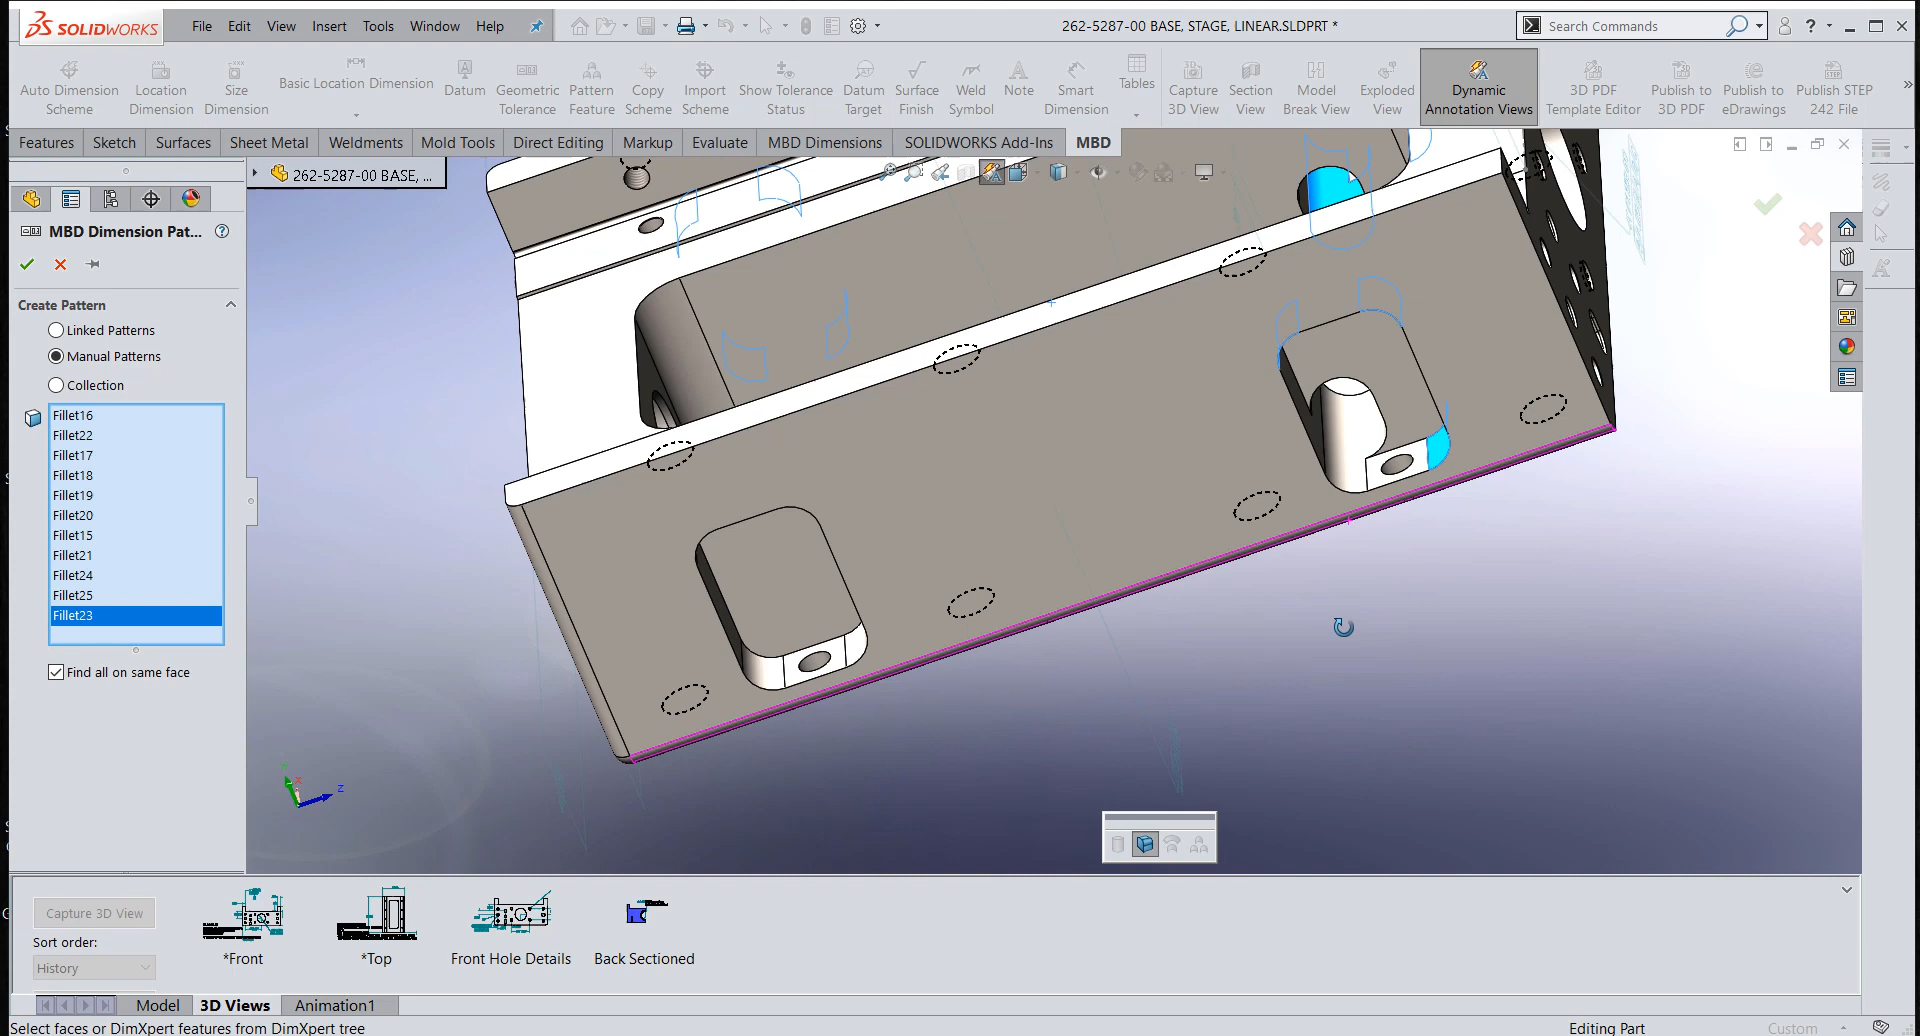 SOLIDWORKS
File Edit View Insert Tools Window Help
262-5287-00 BASE, STAGE, LINEAR.SLDPRT *
Search Commands
Auto Dimension Scheme
Location Dimension
Size Dimension
Basic Location Dimension
Datum
Geometric Tolerance
Pattern Feature
Copy Scheme
Import Scheme
Show Tolerance Status
Datum Target
Surface Finish
Weld Symbol
Note
Smart Dimension
Tables
Capture 3D View
Section View
Model Break View
Exploded View
Dynamic Annotation Views
3D PDF Template Editor
Publish to 3D PDF
Publish to eDrawings
Publish STEP 242 File
Features Sketch Surfaces Sheet Metal Weldments Mold Tools Direct Editing Markup Evaluate MBD Dimensions SOLIDWORKS Add-Ins MBD
262-5287-00 BASE, ...
MBD Dimension Pat...
Create Pattern
Linked Patterns
Manual Patterns
Collection
Fillet16
Fillet22
Fillet17
Fillet18
Fillet19
Fillet20
Fillet15
Fillet21
Fillet24
Fillet25
Fillet23
Find all on same face
Z
Capture 3D View
Sort order:
History
*Front
*Top
Front Hole Details
Back Sectioned
Model 3D Views Animation1
Select faces or DimXpert features from DimXpert tree
Editing Part
Custom